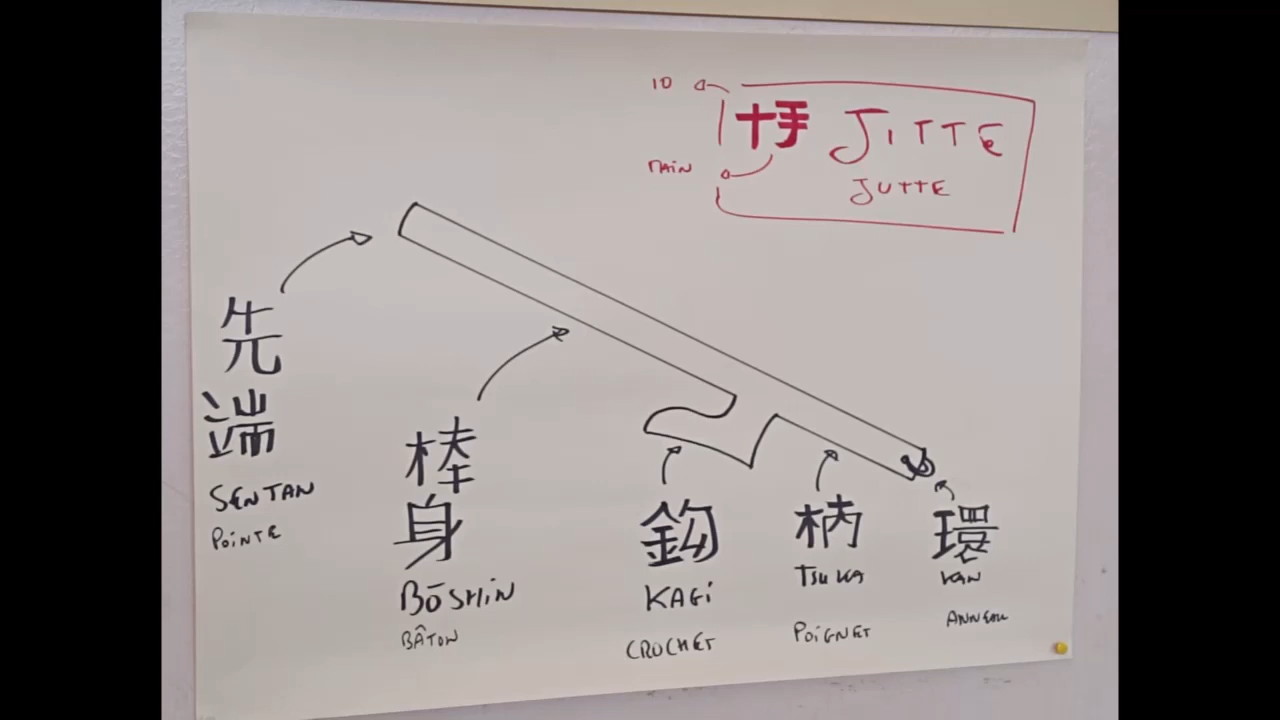 10
十手 JITTE
MAIN
JUTTE
先端
SENTAN
POINTE
棒身
BŌSHIN
BÂTON
鈎
KAGI
CROCHET
柄
TSUKA
POIGNET
環
KAN
ANNEAU